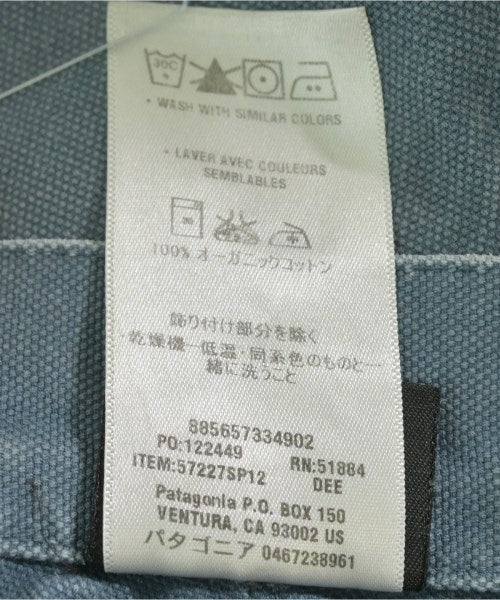 30C
• WASH WITH SIMILAR COLORS
• LAVER AVEC COULEURS
SEMBLABLES
100% オーガニックコットン
飾り付け部分を除く
・乾燥機一低温・同系色のものと一
緒に洗うこと
885657334902
PO:122449 RN:51884
ITEM:57227SP12 DEE
Patagonia P.O. BOX 150
VENTURA, CA 93002 US
パタゴニア 0467238961